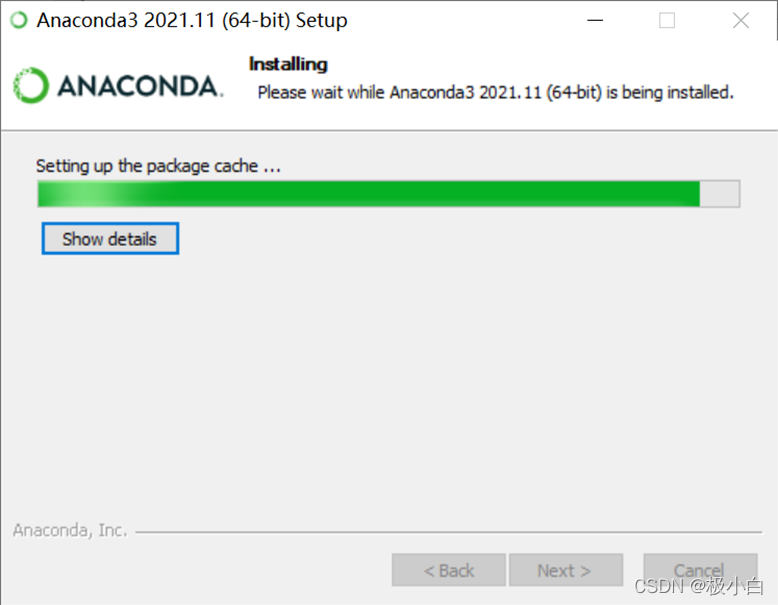 Anaconda3 2021.11 (64-bit) Setup
ANACONDA.
Installing
Please wait while Anaconda3 2021.11 (64-bit) is being installed.
Setting up the package cache ...
Show details
Anaconda, Inc.
< Back Next > Cancel
CSDN @极小白